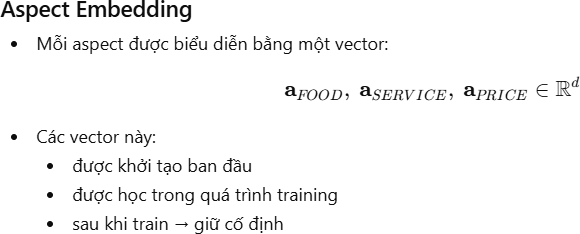 Aspect Embedding
• Mỗi aspect được biểu diễn bằng một vector:
a_FOOD, a_SERVICE, a_PRICE ∈ ℝ^d
• Các vector này:
• được khởi tạo ban đầu
• được học trong quá trình training
• sau khi train → giữ cố định